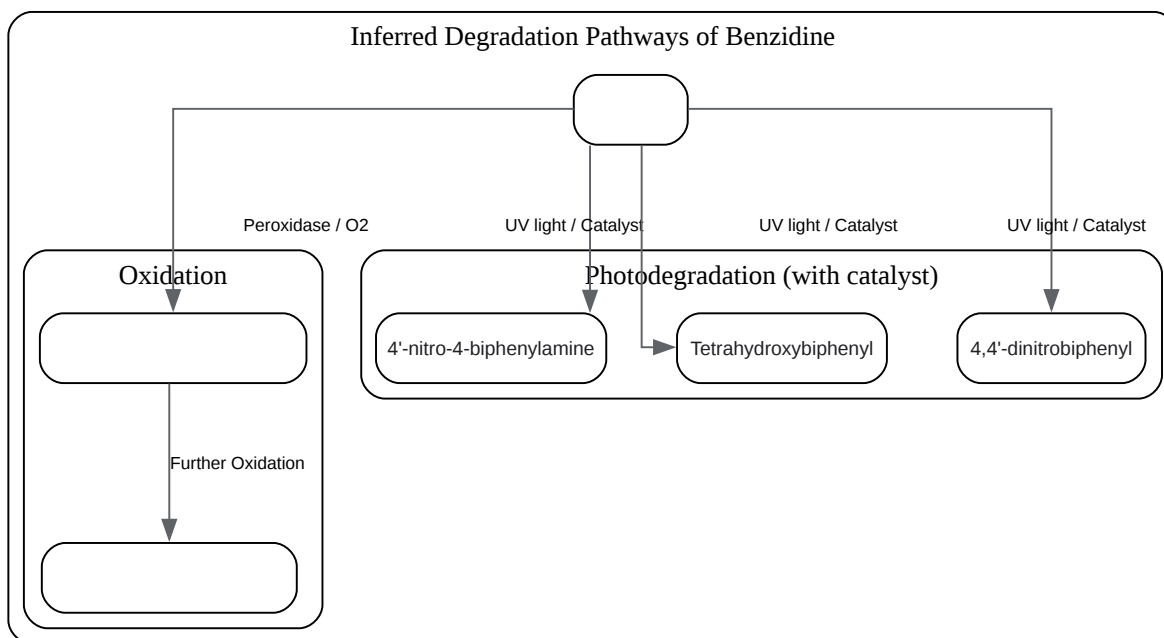 Inferred Degradation Pathways of Benzidine
Peroxidase / O2
UV light / Catalyst
UV light / Catalyst
UV light / Catalyst
Oxidation
Photodegradation (with catalyst)
4'-nitro-4-biphenylamine
Tetrahydroxybiphenyl
4,4'-dinitrobiphenyl
Further Oxidation